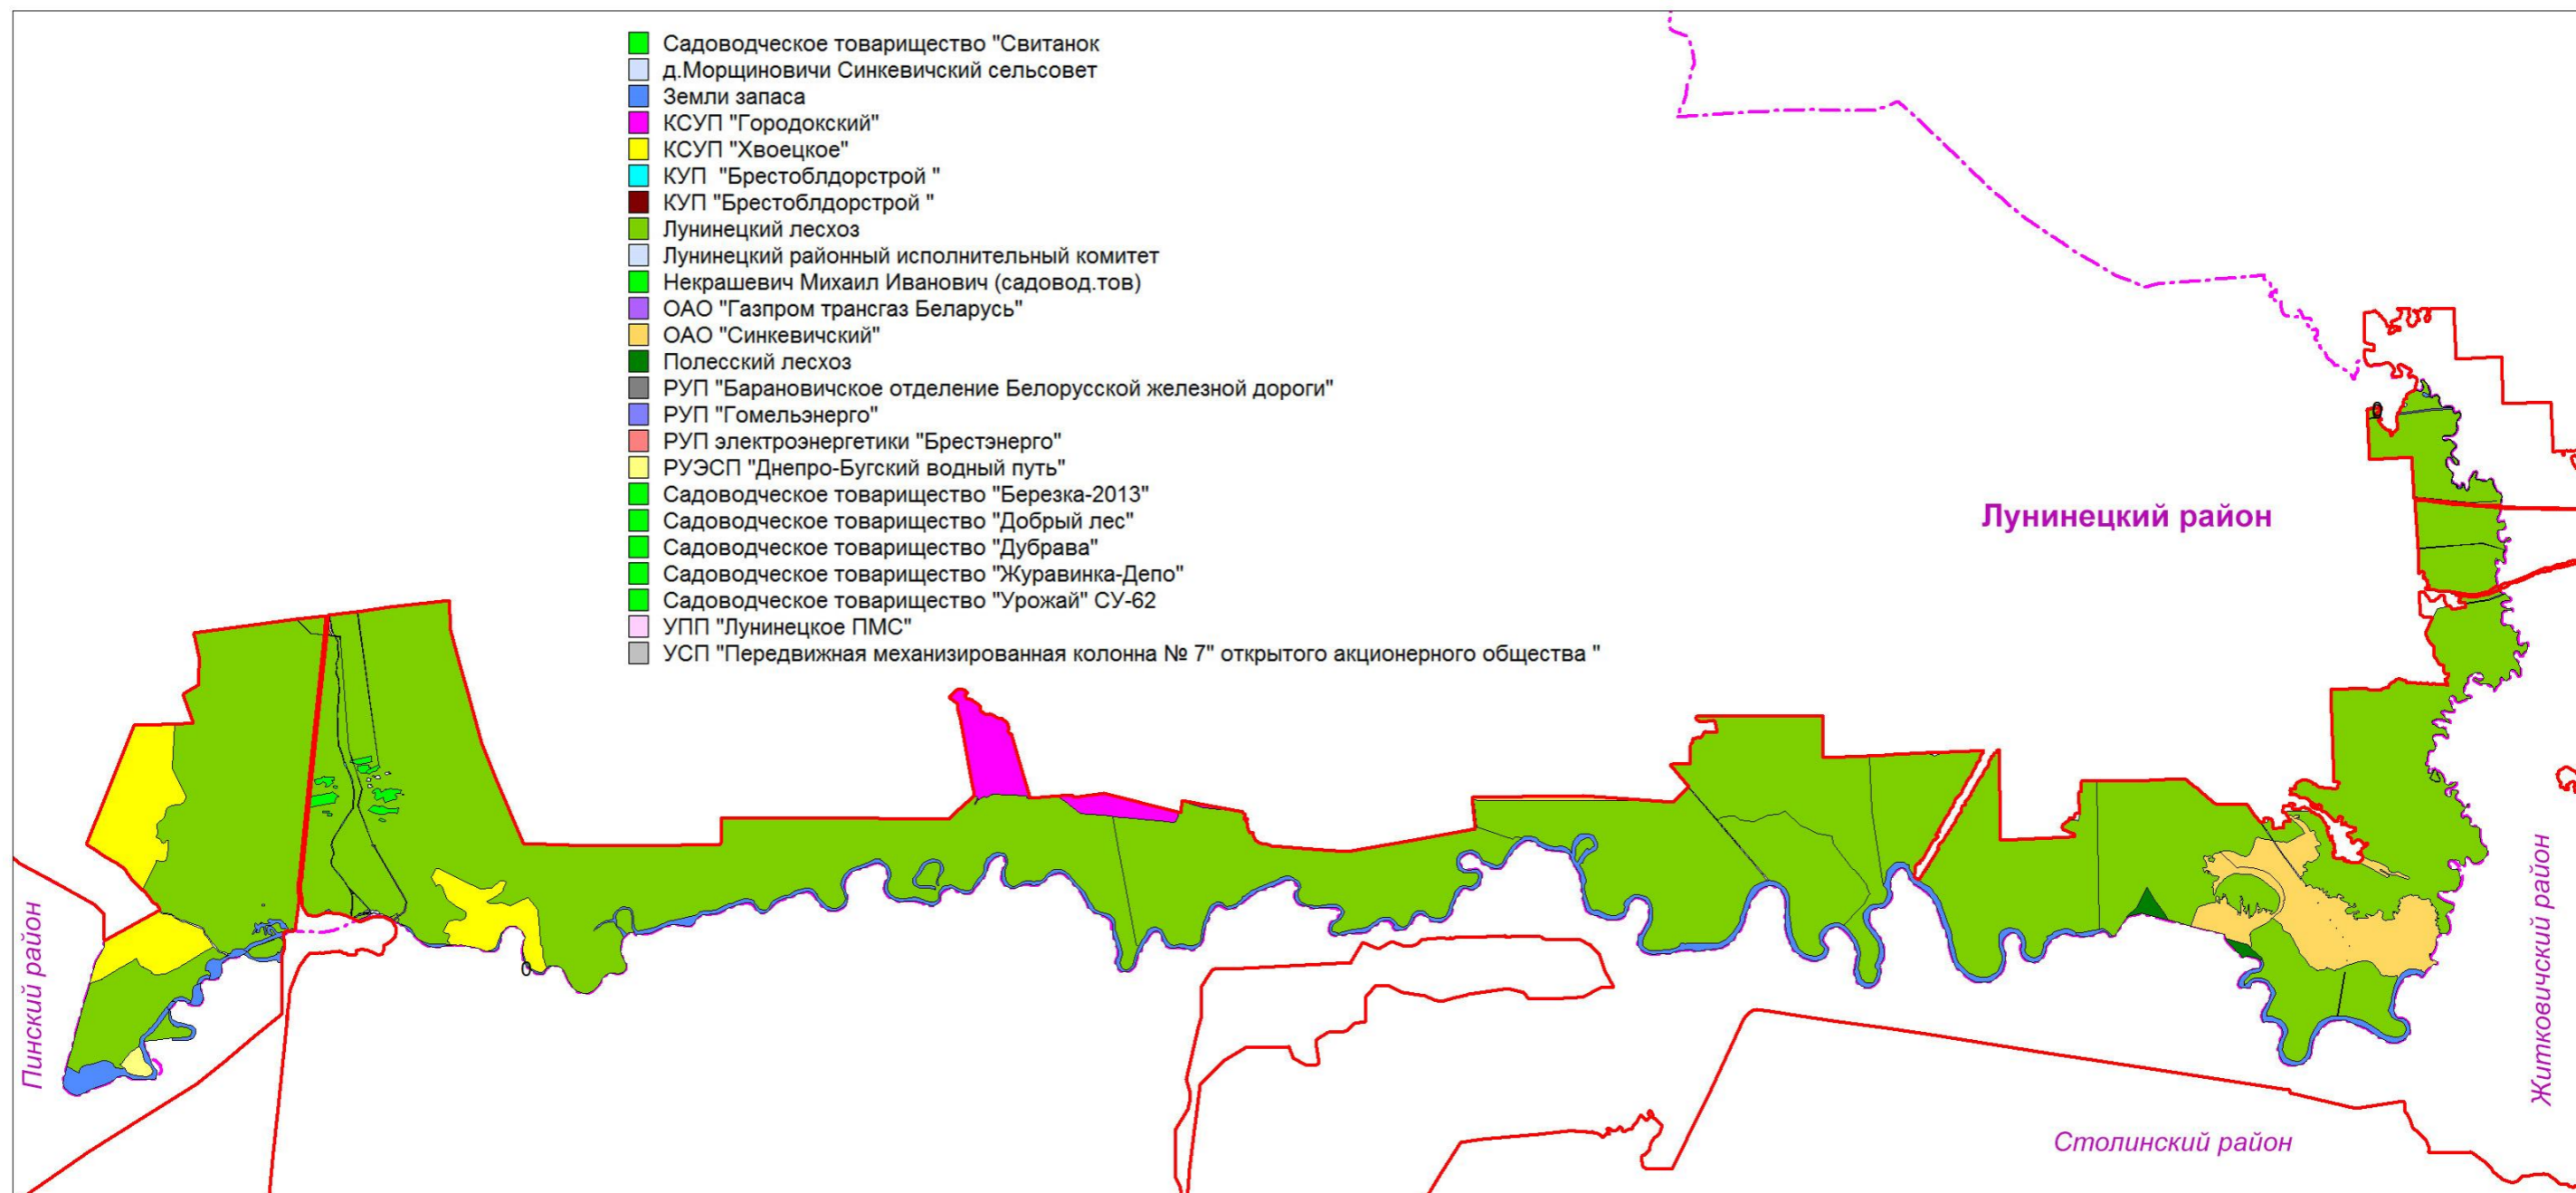 Садоводческое товарищество "Свитанок
д.Морщиновичи Синкевичский сельсовет
Земли запаса
КСУП "Городокский"
КСУП "Хвоецкое"
КУП  "Брестоблдорстрой "
КУП "Брестоблдорстрой "
Лунинецкий лесхоз
Лунинецкий районный исполнительный комитет
Некрашевич Михаил Иванович (садовод.тов)
ОАО "Газпром трансгаз Беларусь"
ОАО "Синкевичский"
Полесский лесхоз
РУП "Барановичское отделение Белорусской железной дороги"
РУП "Гомельэнерго"
РУП электроэнергетики "Брестэнерго"
РУЭСП "Днепро-Бугский водный путь"
Садоводческое товарищество "Березка-2013"
Садоводческое товарищество "Добрый лес"
Садоводческое товарищество "Дубрава"
Садоводческое товарищество "Журавинка-Депо"
Садоводческое товарищество "Урожай" СУ-62
УПП "Лунинецкое ПМС"
УСП "Передвижная механизированная колонна № 7" открытого акционерного общества "
Лунинецкий район
Пинский район
Житковичский район
Столинский район